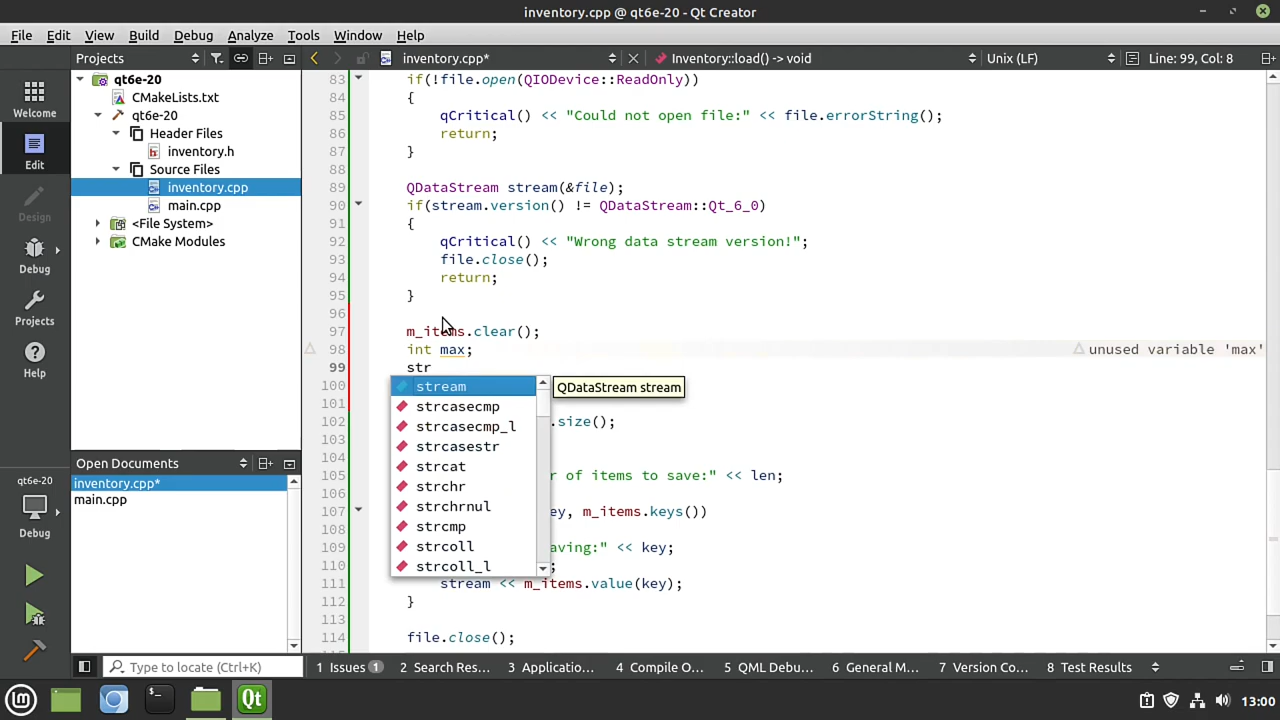 inventory.cpp @ qt6e-20 - Qt Creator
File Edit View Build Debug Analyze Tools Window Help
Projects
inventory.cpp*
Inventory::load() -> void
Unix (LF)
Line: 99, Col: 8
Welcome
Edit
Design
Debug
Projects
Help
qt6e-20
Debug
qt6e-20
CMakeLists.txt
qt6e-20
Header Files
inventory.h
Source Files
inventory.cpp
main.cpp
<File System>
CMake Modules
Open Documents
inventory.cpp*
main.cpp
83 if(!file.open(QIODevice::ReadOnly))
84 {
85 qCritical() << "Could not open file:" << file.errorString();
86 return;
87 }
88
89 QDataStream stream(&file);
90 if(stream.version() != QDataStream::Qt_6_0)
91 {
92 qCritical() << "Wrong data stream version!";
93 file.close();
94 return;
95 }
96
97 m_items.clear();
98 int max; unused variable 'max'
99 str
100
101
102 .size();
103
104
105 r of items to save:" << len;
106
107 ey, m_items.keys())
108
109 aving:" << key;
110 ;
111 stream << m_items.value(key);
112 }
113
114 file.close();
stream
QDataStream stream
strcasecmp
strcasecmp_l
strcasestr
strcat
strchr
strchrnul
strcmp
strcoll
strcoll_l
Type to locate (Ctrl+K)
1 Issues 1
2 Search Res...
3 Applicatio...
4 Compile O...
5 QML Debu...
6 General M...
7 Version Co...
8 Test Results
13:00